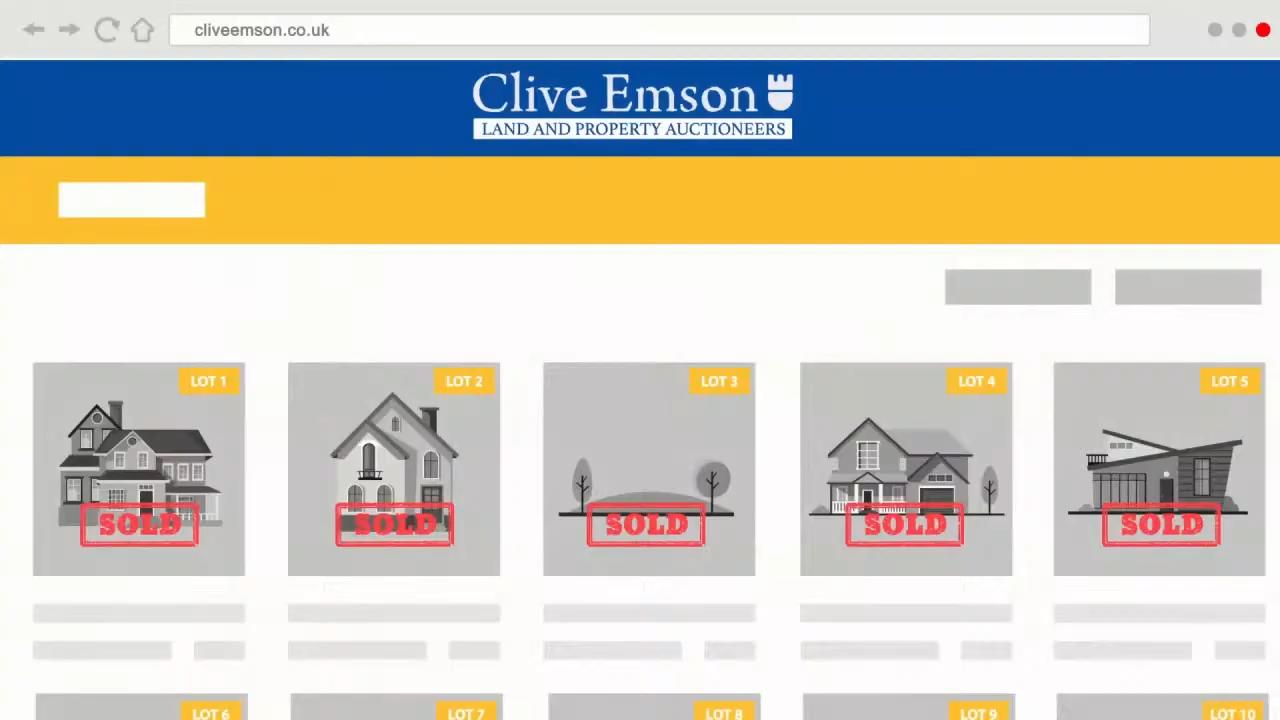 cliveemson.co.uk
Clive Emson
LAND AND PROPERTY AUCTIONEERS
LOT 1
LOT 2
LOT 3
LOT 4
LOT 5
SOLD
SOLD
SOLD
SOLD
SOLD
LOT 6
LOT 7
LOT 8
LOT 9
LOT 10